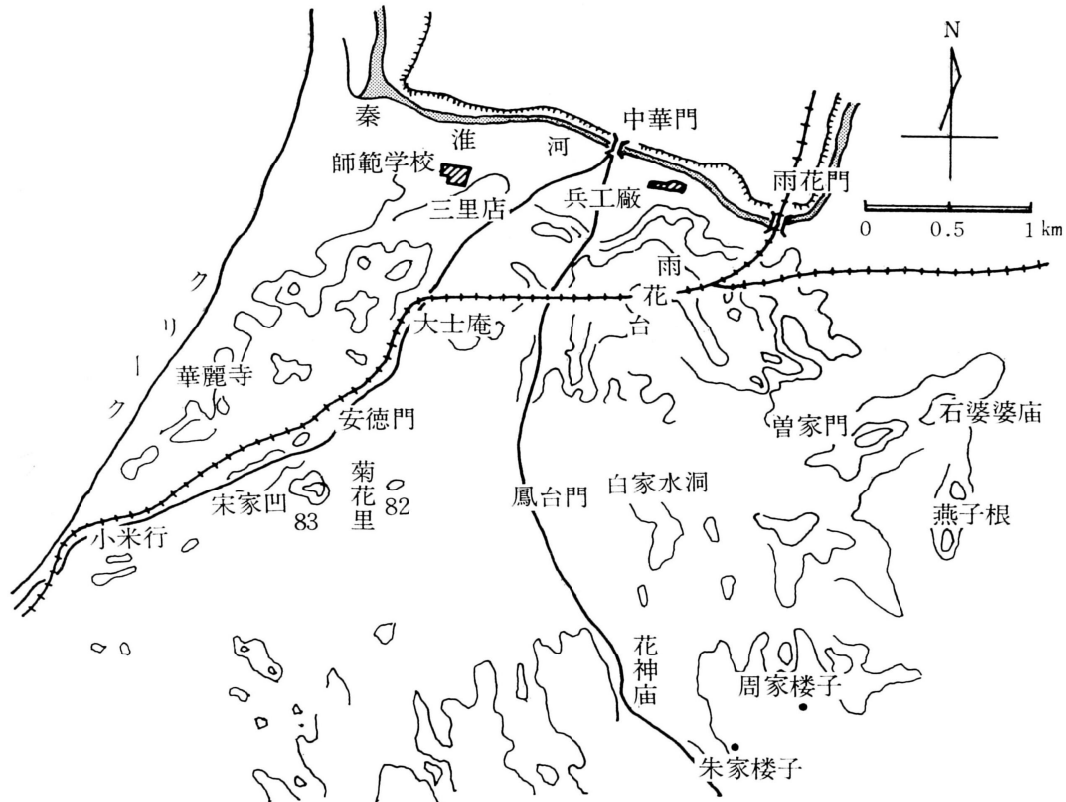 N
中華門
秦
淮
河
師範学校
兵工廠
雨花門
三里店
0 0.5 1 km
雨
花
台
大士庵
クリーク
華麗寺
安徳門
曽家門
石婆婆庙
菊花里
82
宋家凹
83
鳳台門
白家水洞
燕子根
小米行
花神庙
周家楼子
朱家楼子